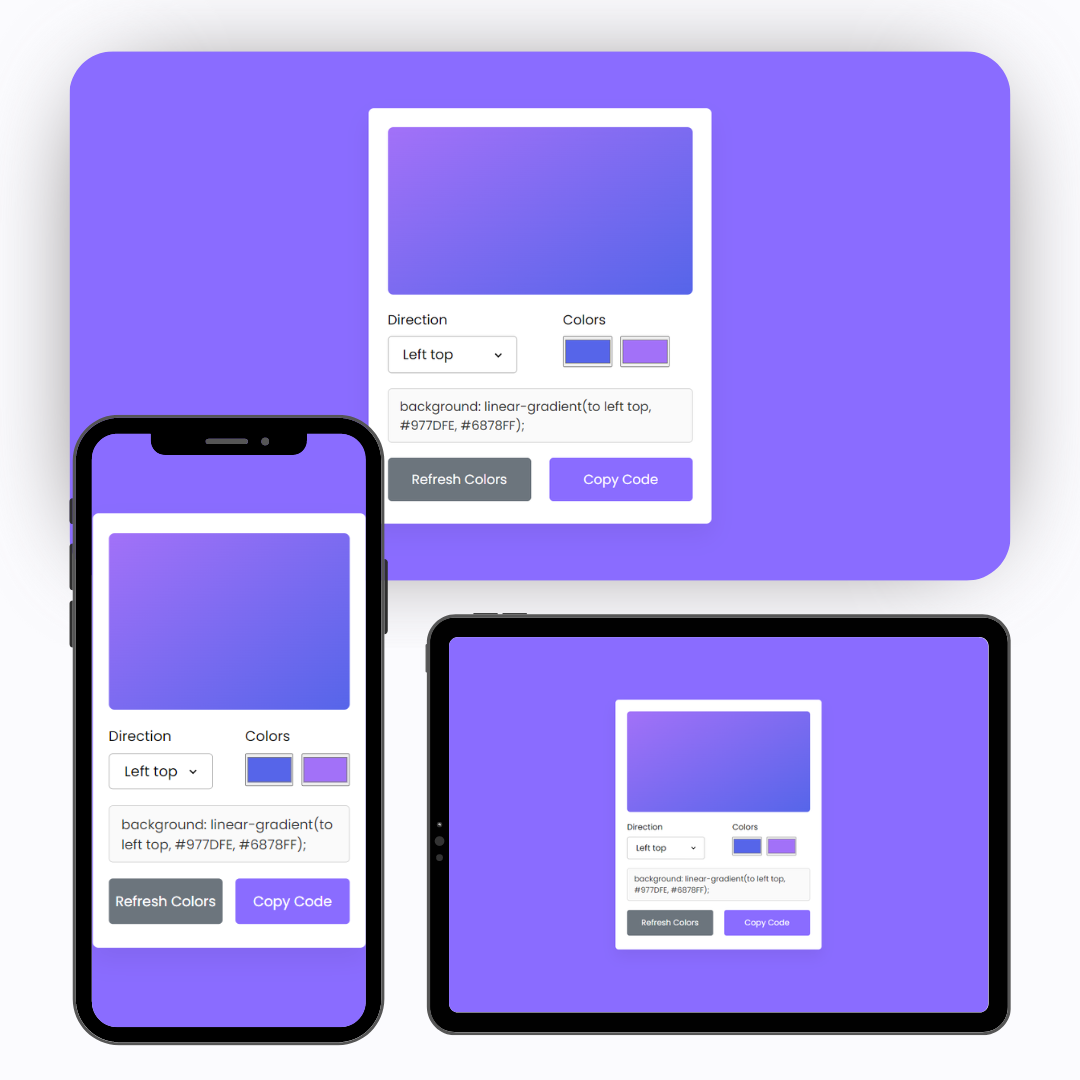 Direction
Colors
Left top
background: linear-gradient(to left top,
#977DFE, #6878FF);
Refresh Colors
Copy Code
Direction
Colors
Left top
background: linear-gradient(to
left top, #977DFE, #6878FF);
Refresh Colors
Copy Code
Direction
Colors
Left top
background: linear-gradient(to left top,
#977DFE, #6878FF);
Refresh Colors
Copy Code